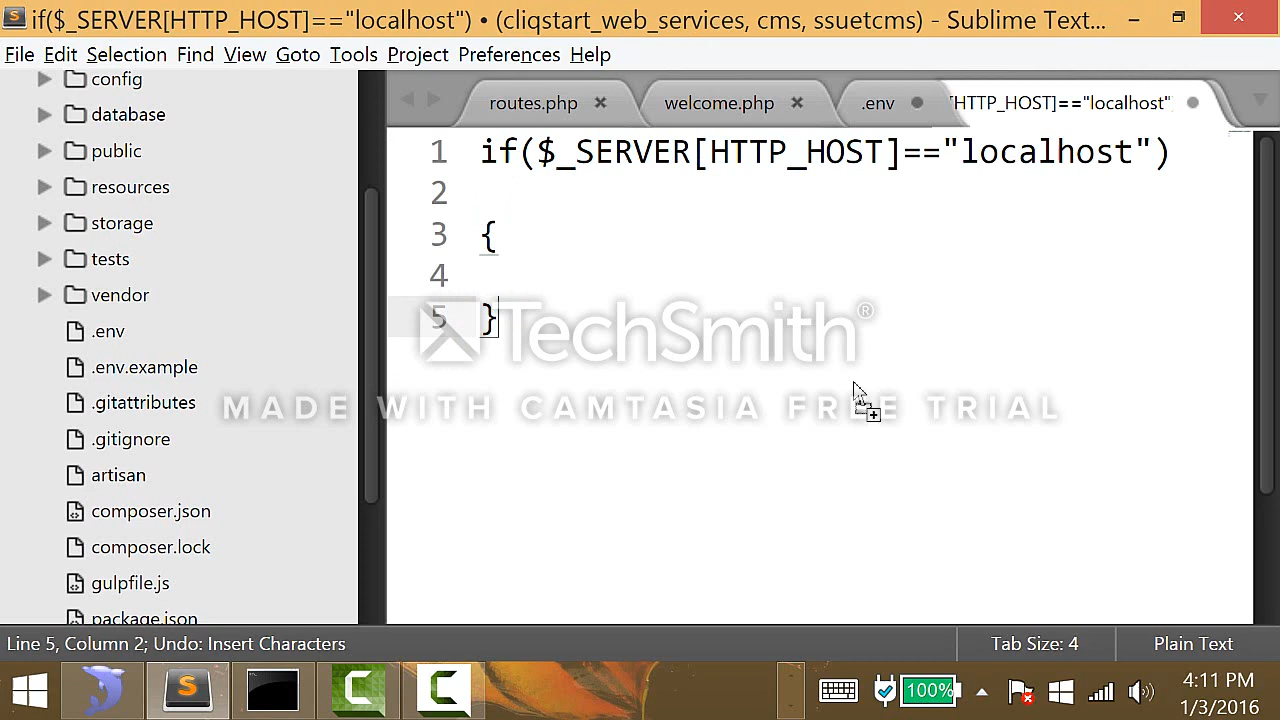 if($_SERVER[HTTP_HOST]=="localhost") • (cliqstart_web_services, cms, ssuetcms) - Sublime Text...
File Edit Selection Find View Goto Tools Project Preferences Help
config
database
public
resources
storage
tests
vendor
.env
.env.example
.gitattributes
.gitignore
artisan
composer.json
composer.lock
gulpfile.js
package.json
routes.php
welcome.php
.env
[HTTP_HOST]=="localhost"
1 if($_SERVER[HTTP_HOST]=="localhost")
2
3 {
4
5 }
TechSmith®
MADE WITH CAMTASIA FREE TRIAL
Line 5, Column 2; Undo: Insert Characters
Tab Size: 4
Plain Text
100%
4:11 PM
1/3/2016